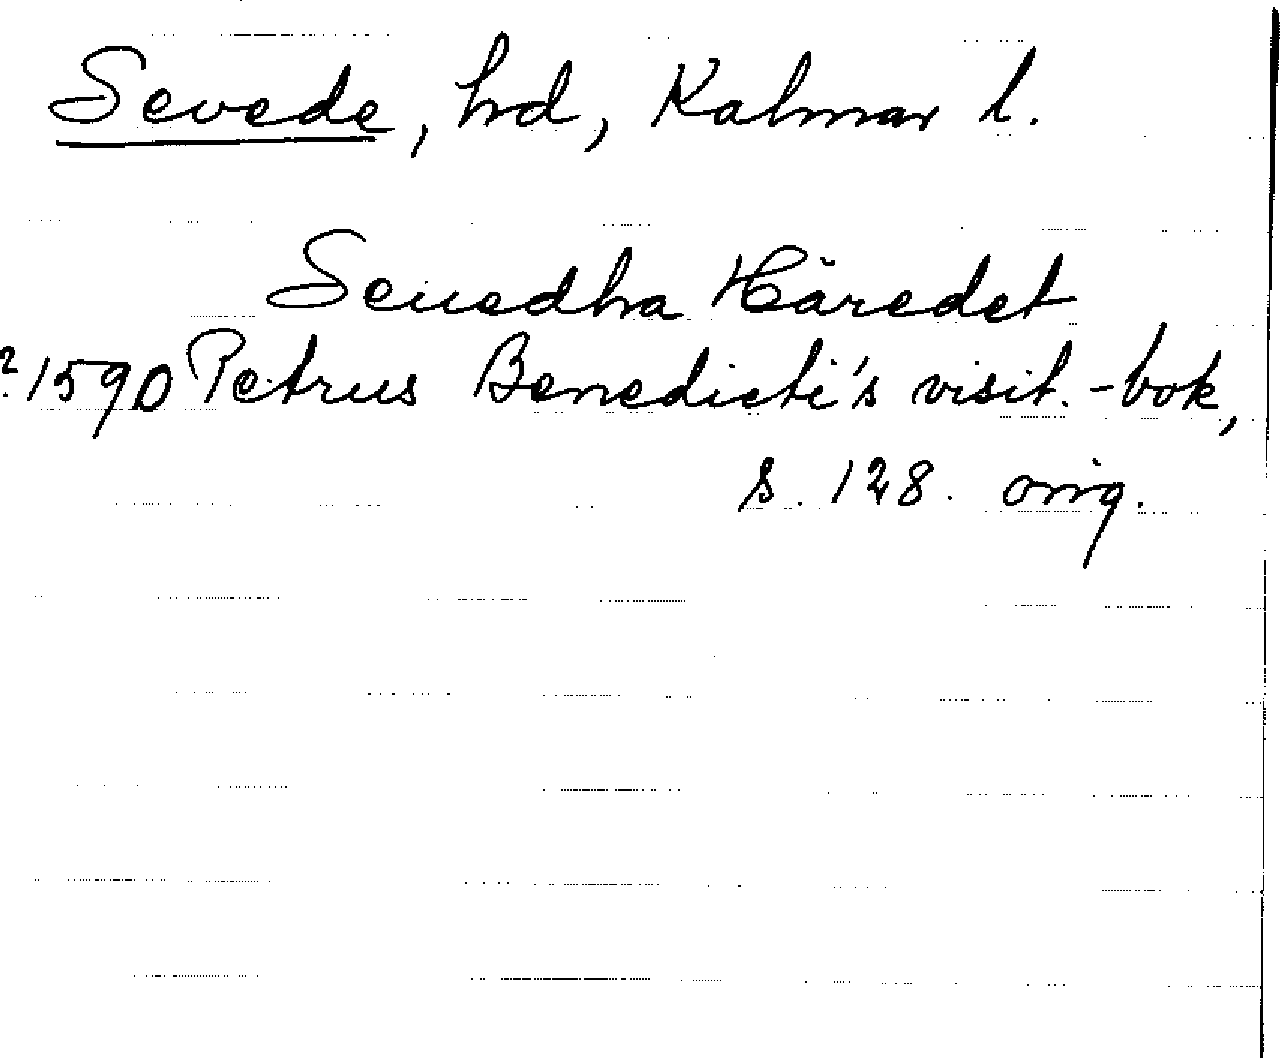 Sevede, hd, Kalmar l.
Seuedha Häredet
?1590 Petrus Benedicti's visit.-bok,
s. 128. orig.